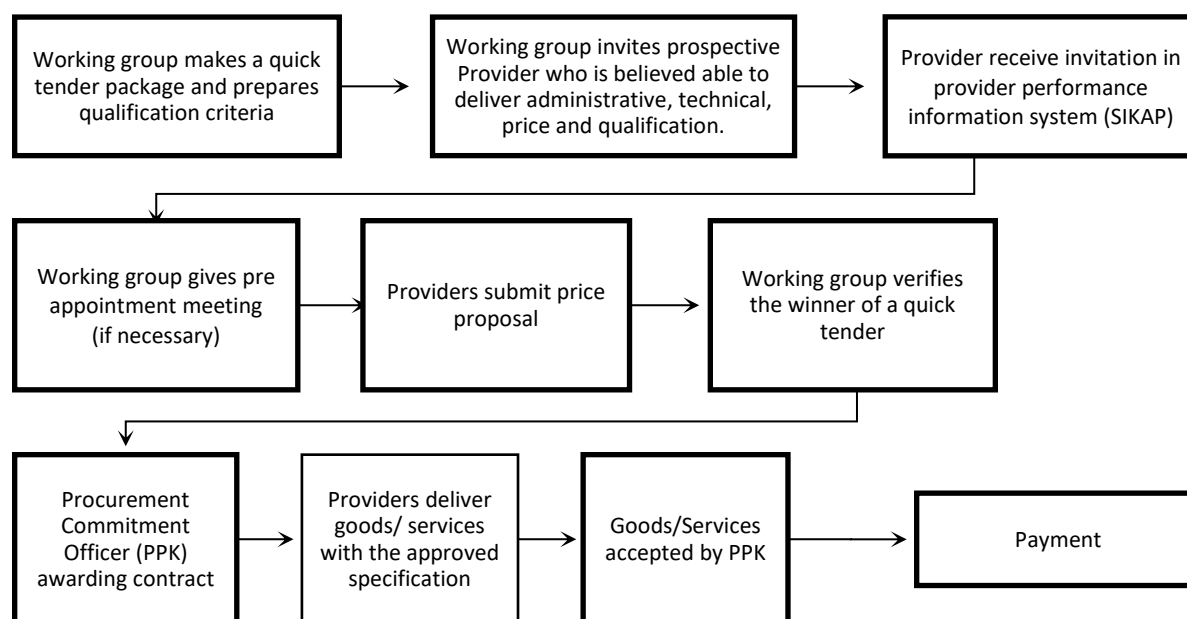 Working group makes a quick
tender package and prepares
qualification criteria
Working group invites prospective
Provider who is believed able to
deliver administrative, technical,
price and qualification.
Provider receive invitation in
provider performance
information system (SIKAP)
Working group gives pre
appointment meeting
(if necessary)
Providers submit price
proposal
Working group verifies
the winner of a quick
tender
Procurement
Commitment
Officer (PPK)
awarding contract
Providers deliver
goods/ services
with the approved
specification
Goods/Services
accepted by PPK
Payment